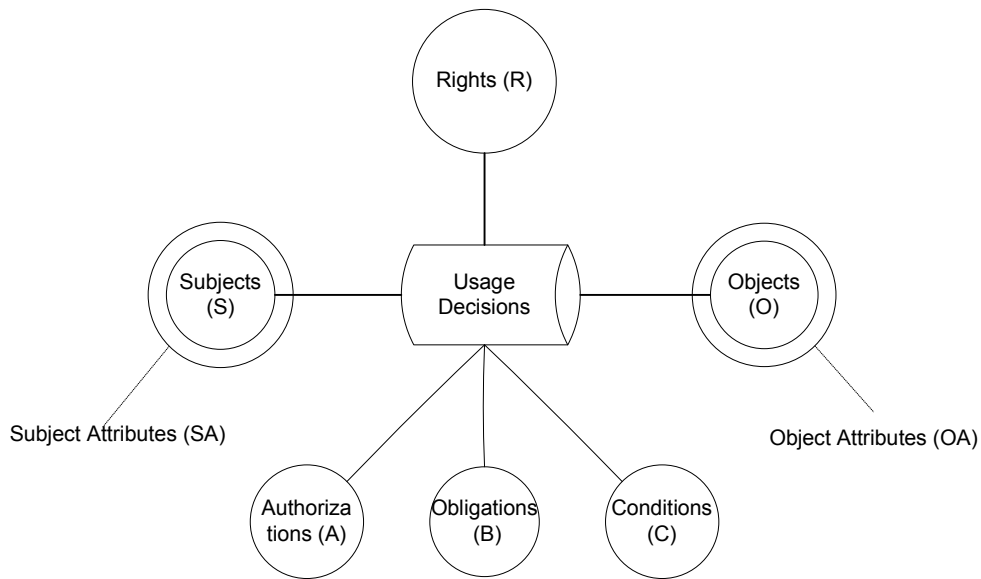 Rights (R)
Subjects
(S)
Usage
Decisions
Objects
(O)
Subject Attributes (SA)
Object Attributes (OA)
Authoriza
tions (A)
Obligations
(B)
Conditions
(C)